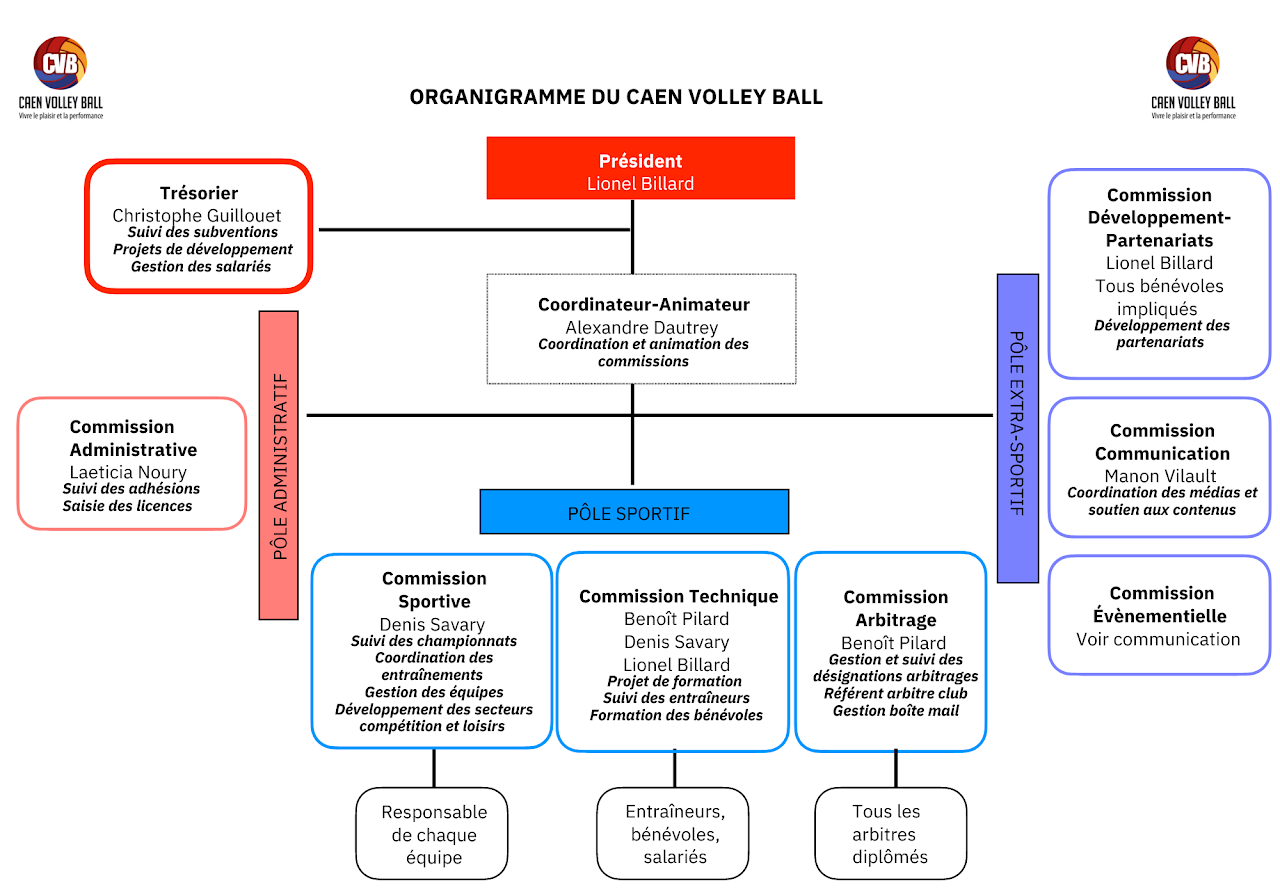 CVB
CAEN VOLLEY BALL
Vivre le plaisir et la performance
ORGANIGRAMME DU CAEN VOLLEY BALL
CVB
CAEN VOLLEY BALL
Vivre le plaisir et la performance
Président
Lionel Billard
Trésorier
Christophe Guillouet
Suivi des subventions
Projets de développement
Gestion des salariés
Coordinateur-Animateur
Alexandre Dautrey
Coordination et animation des
commissions
PÔLE ADMINISTRATIF
Commission
Administrative
Laeticia Noury
Suivi des adhésions
Saisie des licences
PÔLE EXTRA-SPORTIF
Commission
Développement-
Partenariats
Lionel Billard
Tous bénévoles
impliqués
Développement des
partenariats
Commission
Communication
Manon Vilault
Coordination des médias et
soutien aux contenus
Commission
Évènementielle
Voir communication
PÔLE SPORTIF
Commission
Sportive
Denis Savary
Suivi des championnats
Coordination des
entraînements
Gestion des équipes
Développement des secteurs
compétition et loisirs
Commission Technique
Benoît Pilard
Denis Savary
Lionel Billard
Projet de formation
Suivi des entraîneurs
Formation des bénévoles
Commission
Arbitrage
Benoît Pilard
Gestion et suivi des
désignations arbitrages
Référent arbitre club
Gestion boîte mail
Responsable
de chaque
équipe
Entraîneurs,
bénévoles,
salariés
Tous les
arbitres
diplômés